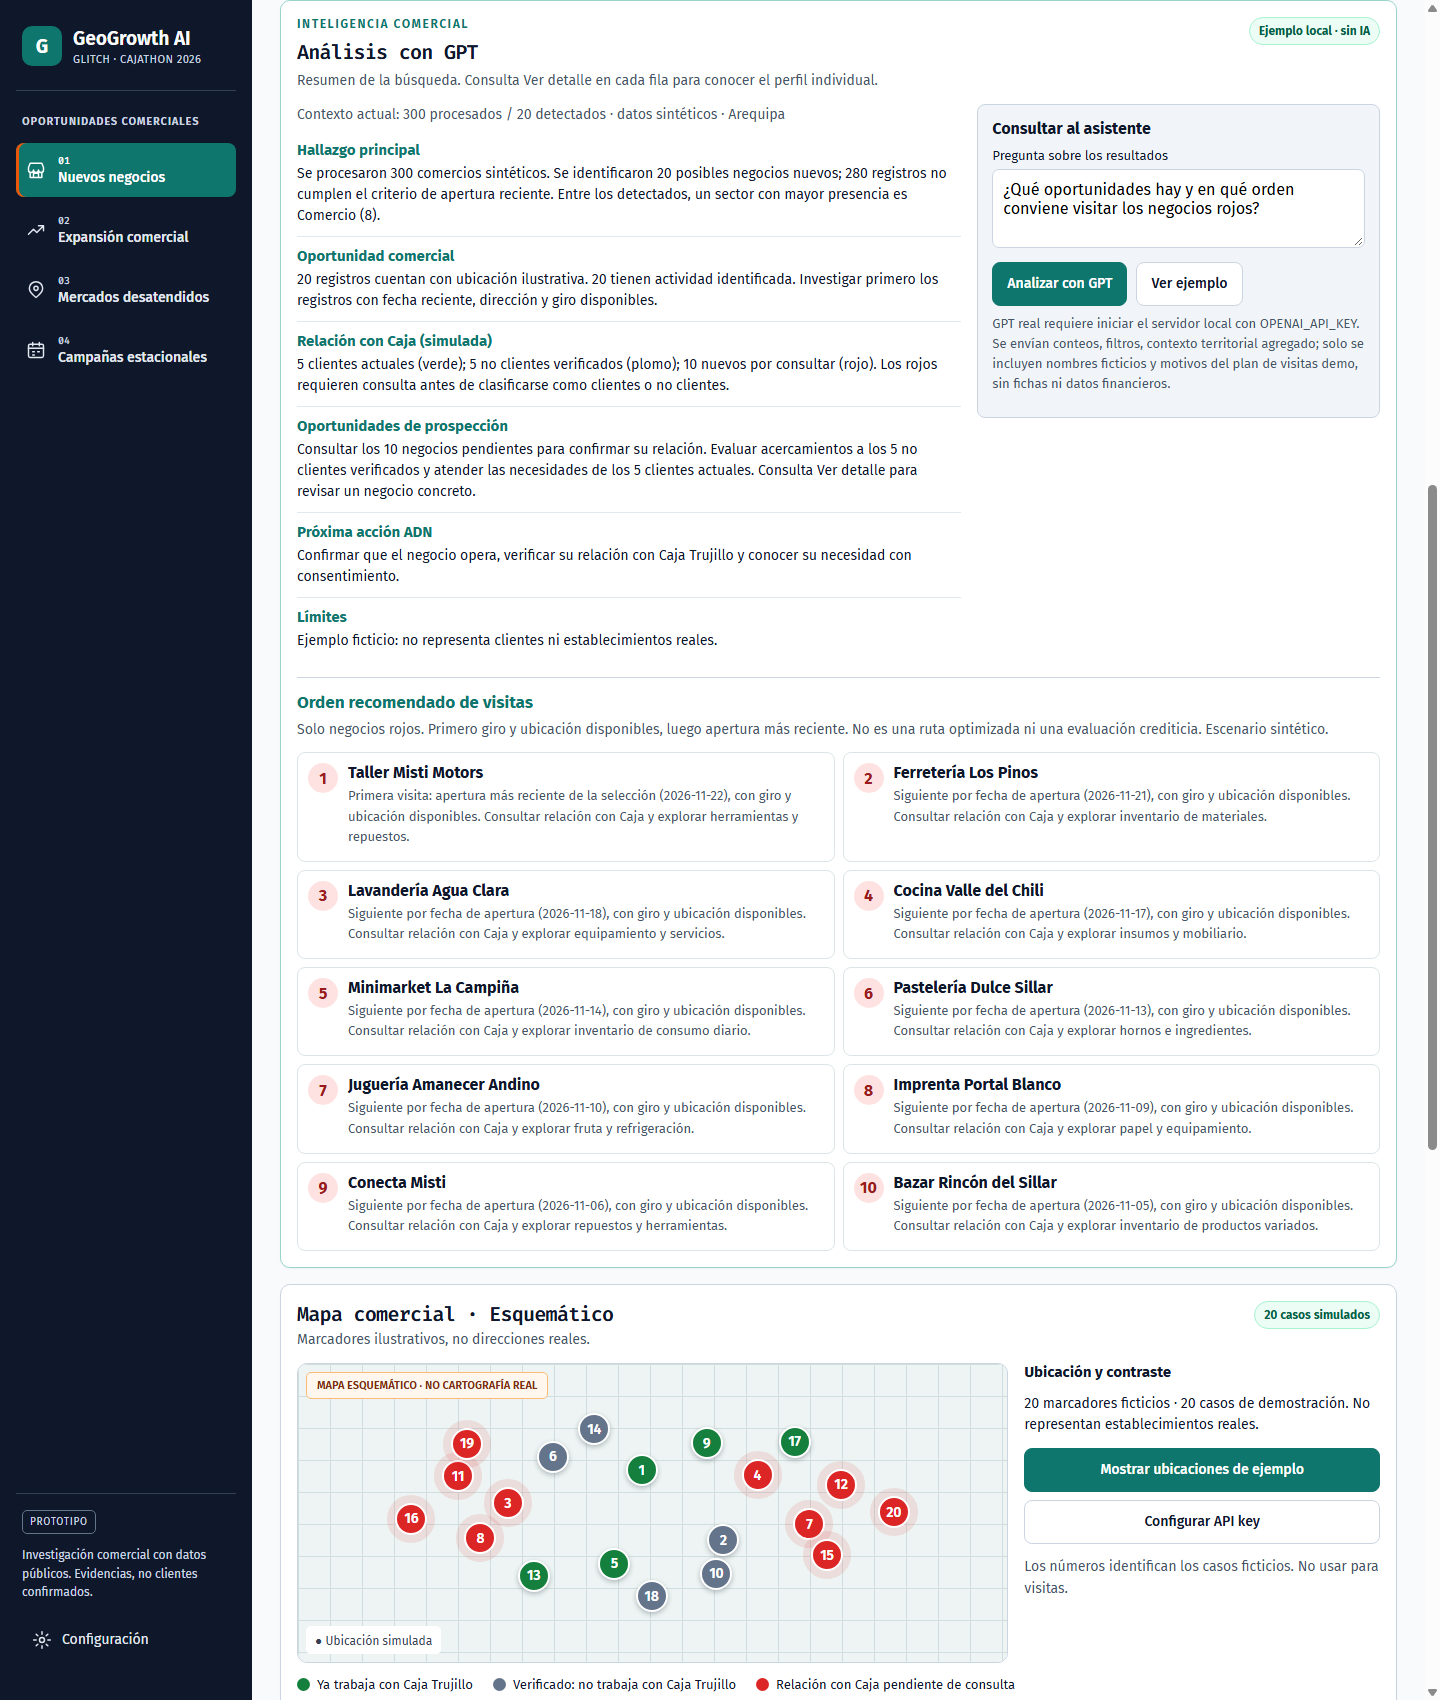 G
GeoGrowth AI
GLITCH · CAJATHON 2026
OPORTUNIDADES COMERCIALES
01
Nuevos negocios
02
Expansión comercial
03
Mercados desatendidos
04
Campañas estacionales
PROTOTIPO
Investigación comercial con datos
públicos. Evidencias, no clientes
confirmados.
Configuración
INTELIGENCIA COMERCIAL
Análisis con GPT
Ejemplo local · sin IA
Resumen de la búsqueda. Consulta Ver detalle en cada fila para conocer el perfil individual.
Contexto actual: 300 procesados / 20 detectados · datos sintéticos · Arequipa
Hallazgo principal
Se procesaron 300 comercios sintéticos. Se identificaron 20 posibles negocios nuevos; 280 registros no
cumplen el criterio de apertura reciente. Entre los detectados, un sector con mayor presencia es
Comercio (8).
Oportunidad comercial
20 registros cuentan con ubicación ilustrativa. 20 tienen actividad identificada. Investigar primero los
registros con fecha reciente, dirección y giro disponibles.
Relación con Caja (simulada)
5 clientes actuales (verde); 5 no clientes verificados (plomo); 10 nuevos por consultar (rojo). Los rojos
requieren consulta antes de clasificarse como clientes o no clientes.
Oportunidades de prospección
Consultar los 10 negocios pendientes para confirmar su relación. Evaluar acercamientos a los 5 no
clientes verificados y atender las necesidades de los 5 clientes actuales. Consulta Ver detalle para
revisar un negocio concreto.
Próxima acción ADN
Confirmar que el negocio opera, verificar su relación con Caja Trujillo y conocer su necesidad con
consentimiento.
Límites
Ejemplo ficticio: no representa clientes ni establecimientos reales.
Consultar al asistente
Pregunta sobre los resultados
¿Qué oportunidades hay y en qué orden
conviene visitar los negocios rojos?
Analizar con GPT
Ver ejemplo
GPT real requiere iniciar el servidor local con OPENAI_API_KEY.
Se envían conteos, filtros, contexto territorial agregado; solo se
incluyen nombres ficticios y motivos del plan de visitas demo,
sin fichas ni datos financieros.
Orden recomendado de visitas
Solo negocios rojos. Primero giro y ubicación disponibles, luego apertura más reciente. No es una ruta optimizada ni una evaluación crediticia. Escenario sintético.
1
Taller Misti Motors
Primera visita: apertura más reciente de la selección (2026-11-22), con giro y
ubicación disponibles. Consultar relación con Caja y explorar herramientas y
repuestos.
2
Ferretería Los Pinos
Siguiente por fecha de apertura (2026-11-21), con giro y ubicación disponibles.
Consultar relación con Caja y explorar inventario de materiales.
3
Lavandería Agua Clara
Siguiente por fecha de apertura (2026-11-18), con giro y ubicación disponibles.
Consultar relación con Caja y explorar equipamiento y servicios.
4
Cocina Valle del Chili
Siguiente por fecha de apertura (2026-11-17), con giro y ubicación disponibles.
Consultar relación con Caja y explorar insumos y mobiliario.
5
Minimarket La Campiña
Siguiente por fecha de apertura (2026-11-14), con giro y ubicación disponibles.
Consultar relación con Caja y explorar inventario de consumo diario.
6
Pastelería Dulce Sillar
Siguiente por fecha de apertura (2026-11-13), con giro y ubicación disponibles.
Consultar relación con Caja y explorar hornos e ingredientes.
7
Juguería Amanecer Andino
Siguiente por fecha de apertura (2026-11-10), con giro y ubicación disponibles.
Consultar relación con Caja y explorar fruta y refrigeración.
8
Imprenta Portal Blanco
Siguiente por fecha de apertura (2026-11-09), con giro y ubicación disponibles.
Consultar relación con Caja y explorar papel y equipamiento.
9
Conecta Misti
Siguiente por fecha de apertura (2026-11-06), con giro y ubicación disponibles.
Consultar relación con Caja y explorar repuestos y herramientas.
10
Bazar Rincón del Sillar
Siguiente por fecha de apertura (2026-11-05), con giro y ubicación disponibles.
Consultar relación con Caja y explorar inventario de productos variados.
Mapa comercial · Esquemático
20 casos simulados
Marcadores ilustrativos, no direcciones reales.
MAPA ESQUEMÁTICO · NO CARTOGRAFÍA REAL
14
19
9
17
6
1
11
4
12
3
20
16
7
8
2
15
5
10
13
18
● Ubicación simulada
Ya trabaja con Caja Trujillo
Verificado: no trabaja con Caja Trujillo
Relación con Caja pendiente de consulta
Ubicación y contraste
20 marcadores ficticios · 20 casos de demostración. No
representan establecimientos reales.
Mostrar ubicaciones de ejemplo
Configurar API key
Los números identifican los casos ficticios. No usar para
visitas.